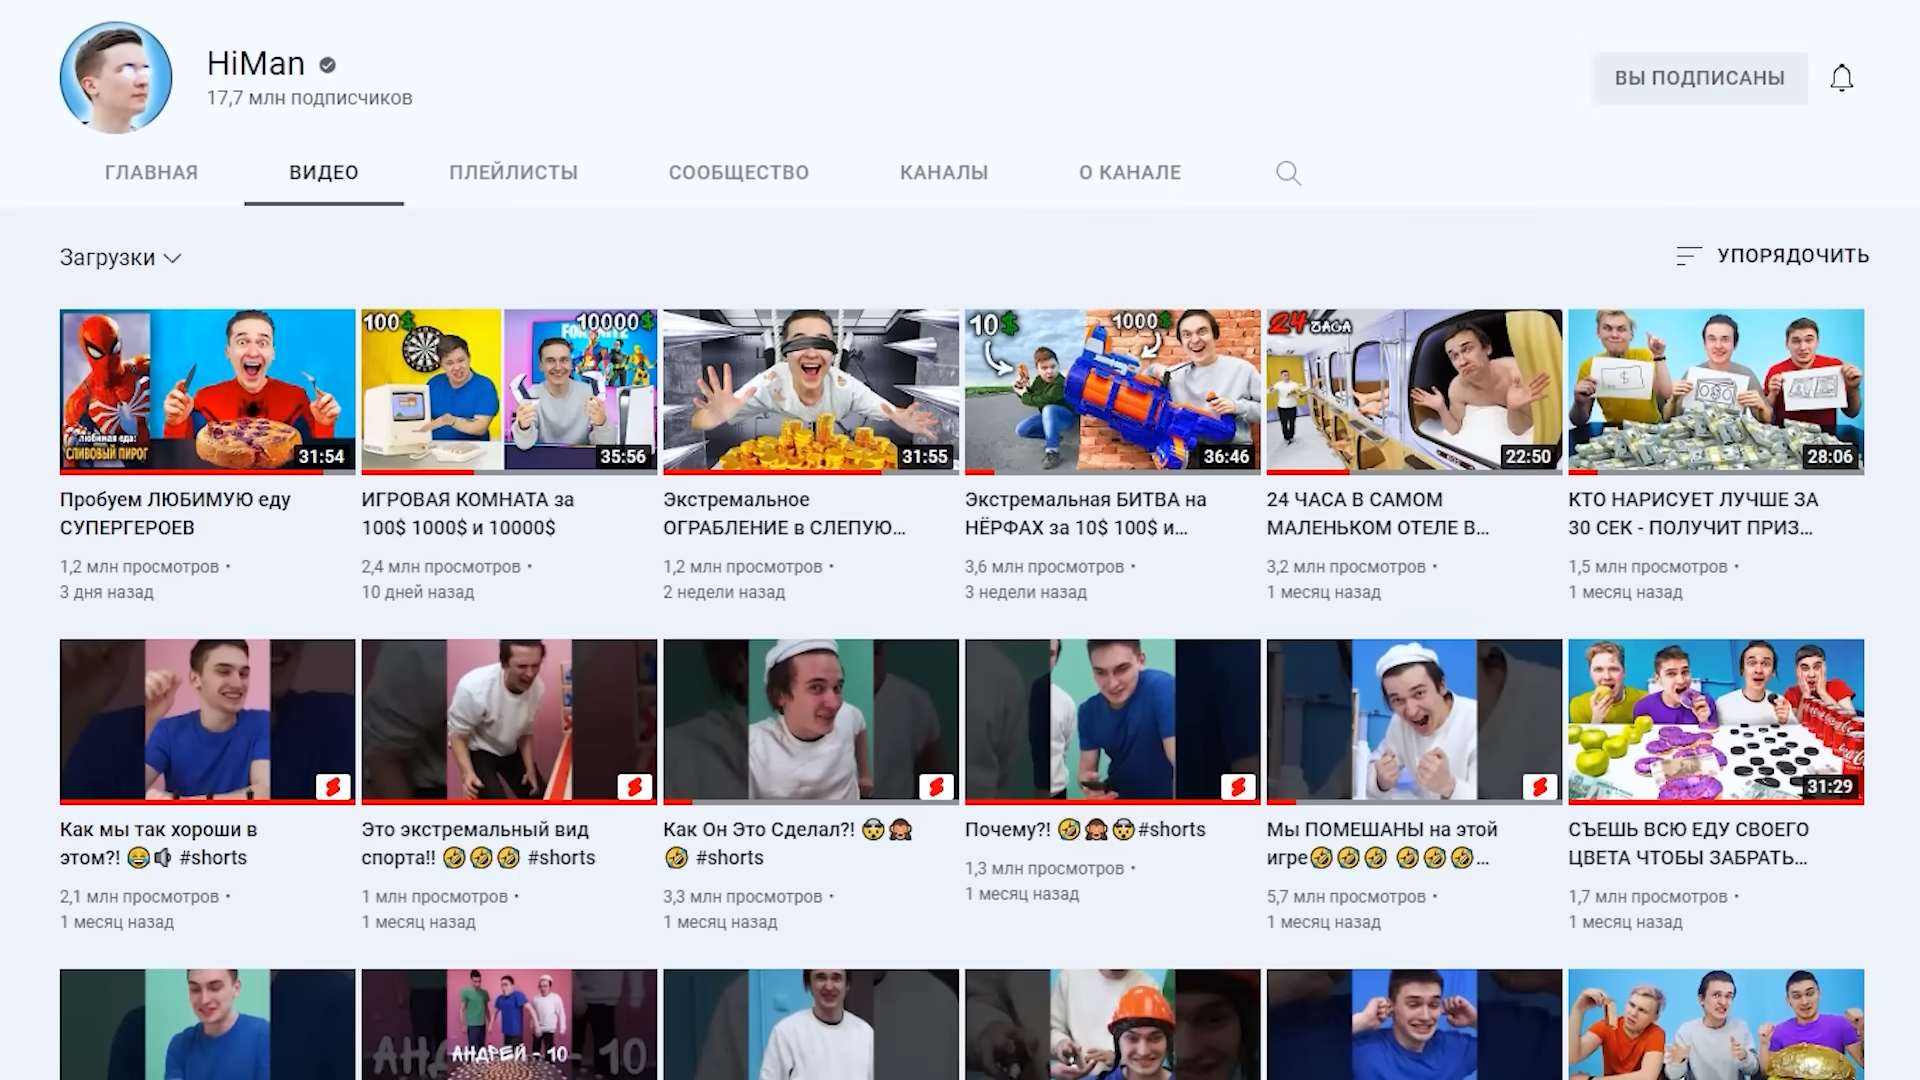 HiMan
17,7 млн подписчиков
ВЫ ПОДПИСАНЫ
ГЛАВНАЯ
ВИДЕО
ПЛЕЙЛИСТЫ
СООБЩЕСТВО
КАНАЛЫ
О КАНАЛЕ
Загрузки
УПОРЯДОЧИТЬ
любимая еда:
СЛИВОВЫЙ ПИРОГ
31:54
100$
10000$
35:56
31:55
10$
1000$
36:46
24
22:50
$
28:06
Пробуем ЛЮБИМУЮ еду
СУПЕРГЕРОЕВ
1,2 млн просмотров •
3 дня назад
ИГРОВАЯ КОМНАТА за
100$ 1000$ и 10000$
2,4 млн просмотров •
10 дней назад
Экстремальное
ОГРАБЛЕНИЕ в СЛЕПУЮ...
1,2 млн просмотров •
2 недели назад
Экстремальная БИТВА на
НЁРФАХ за 10$ 100$ и...
3,6 млн просмотров •
3 недели назад
24 ЧАСА В САМОМ
МАЛЕНЬКОМ ОТЕЛЕ В...
3,2 млн просмотров •
1 месяц назад
КТО НАРИСУЕТ ЛУЧШЕ ЗА
30 СЕК - ПОЛУЧИТ ПРИЗ...
1,5 млн просмотров •
1 месяц назад
31:29
Как мы так хороши в
этом?! 😂🔊 #shorts
2,1 млн просмотров •
1 месяц назад
Это экстремальный вид
спорта!! 🤣🤣🤣 #shorts
1 млн просмотров •
1 месяц назад
Как Он Это Сделал?! 🤯🙈
🤣 #shorts
3,3 млн просмотров •
1 месяц назад
Почему?! 🤣🙈🤯#shorts
1,3 млн просмотров •
1 месяц назад
Мы ПОМЕШАНЫ на этой
игре🤣🤣🤣 🤣🤣🤣...
5,7 млн просмотров •
1 месяц назад
СЪЕШЬ ВСЮ ЕДУ СВОЕГО
ЦВЕТА ЧТОБЫ ЗАБРАТЬ...
1,7 млн просмотров •
1 месяц назад
АНДРЕЙ - 10